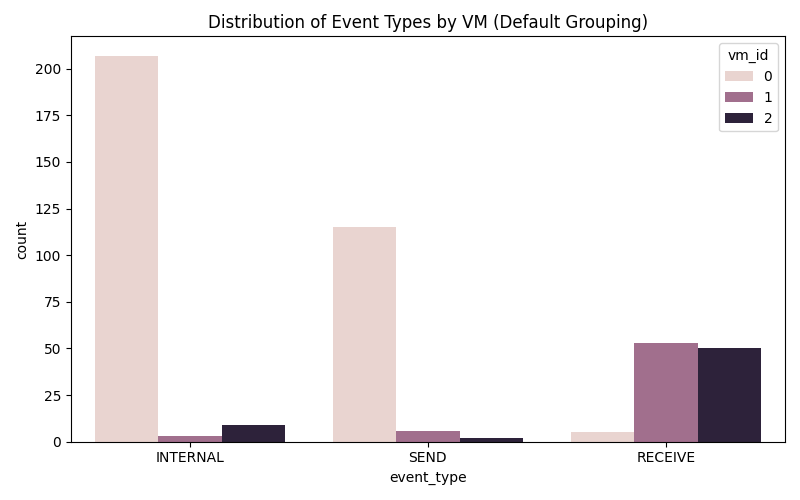 Distribution of Event Types by VM (Default Grouping)
vm_id
0
1
2
200
175
150
125
100
75
50
25
0
count
INTERNAL
SEND
RECEIVE
event_type